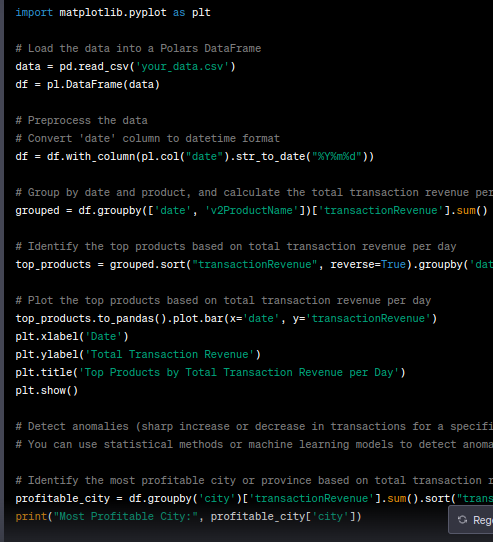 import matplotlib.pyplot as plt
# Load the data into a Polars DataFrame
data = pd.read_csv('your_data.csv')
df = pl.DataFrame(data)
# Preprocess the data
# Convert 'date' column to datetime format
df = df.with_column(pl.col("date").str_to_date("%Y%m%d"))
# Group by date and product, and calculate the total transaction revenue per
grouped = df.groupby(['date', 'v2ProductName'])['transactionRevenue'].sum()
# Identify the top products based on total transaction revenue per day
top_products = grouped.sort("transactionRevenue", reverse=True).groupby('dat
# Plot the top products based on total transaction revenue per day
top_products.to_pandas().plot.bar(x='date', y='transactionRevenue')
plt.xlabel('Date')
plt.ylabel('Total Transaction Revenue')
plt.title('Top Products by Total Transaction Revenue per Day')
plt.show()
# Detect anomalies (sharp increase or decrease in transactions for a specifi
# You can use statistical methods or machine learning models to detect anoma
# Identify the most profitable city or province based on total transaction r
profitable_city = df.groupby('city')['transactionRevenue'].sum().sort("trans
print("Most Profitable City:", profitable_city['city'])
Rege